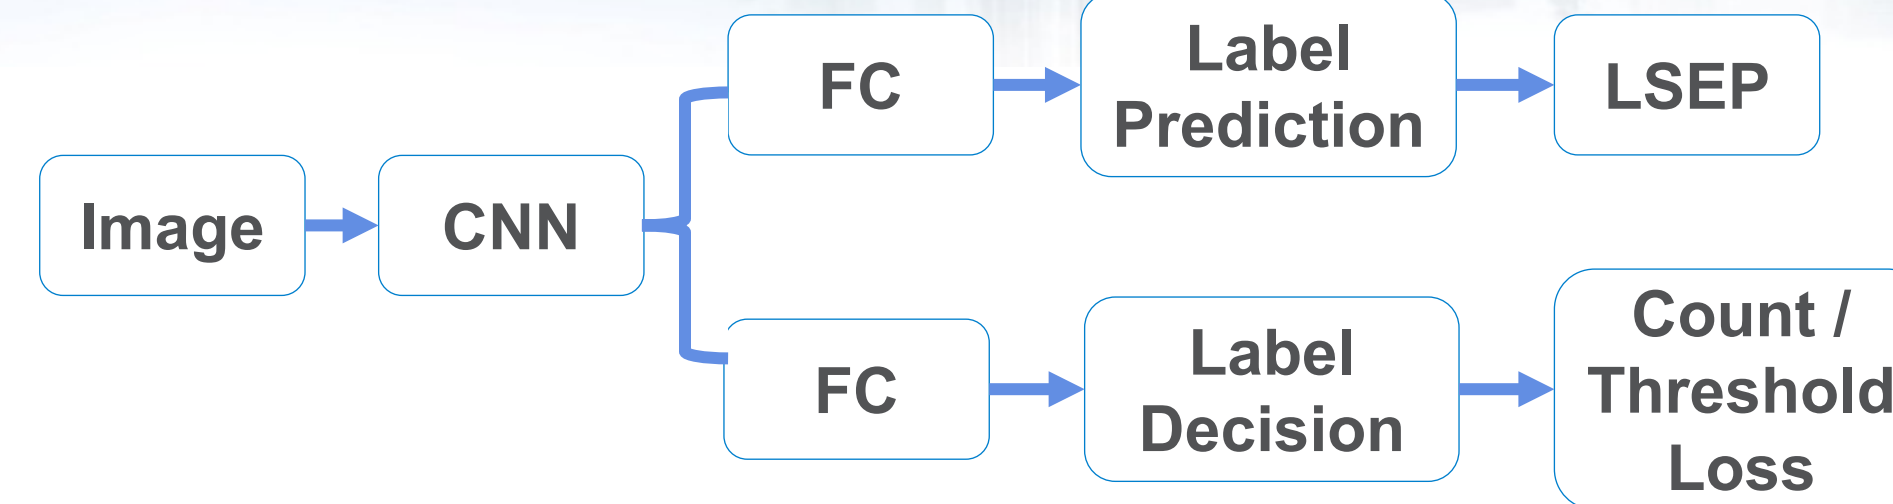 Image
CNN
FC
Label
Prediction
LSEP
FC
Label
Decision
Count /
Threshold
Loss